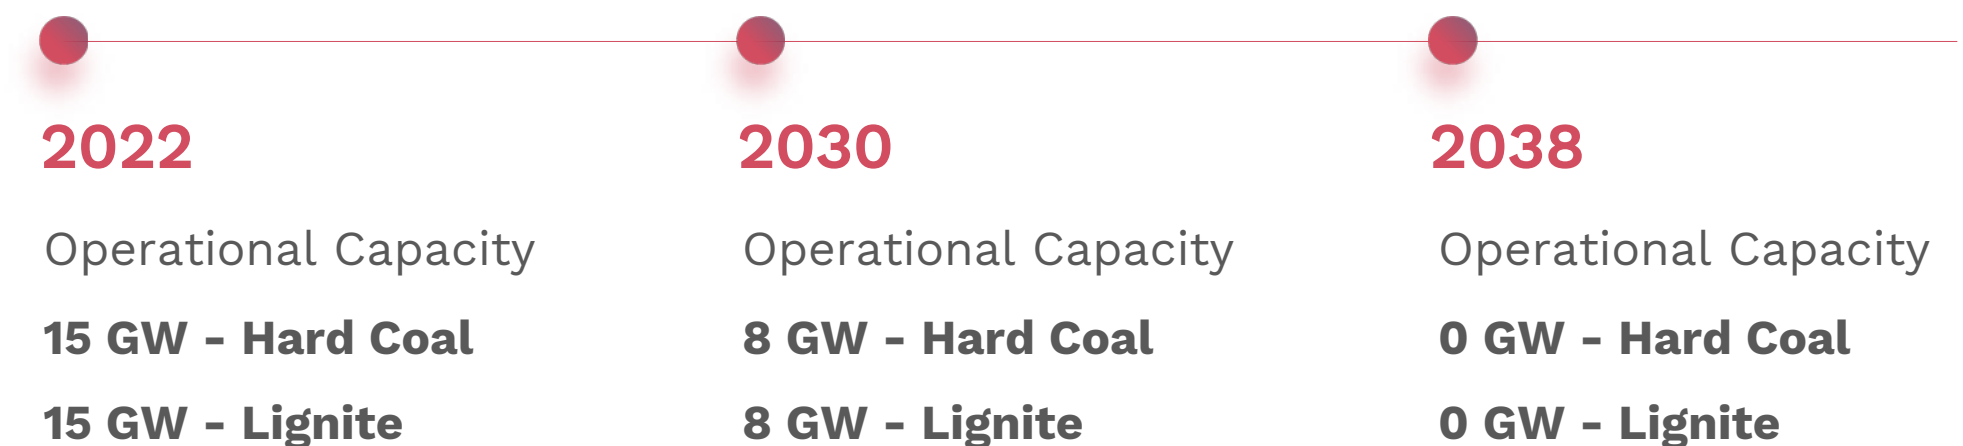 2022
Operational Capacity
15 GW - Hard Coal
15 GW - Lignite
2030
Operational Capacity
8 GW - Hard Coal
8 GW - Lignite
2038
Operational Capacity
0 GW - Hard Coal
0 GW - Lignite